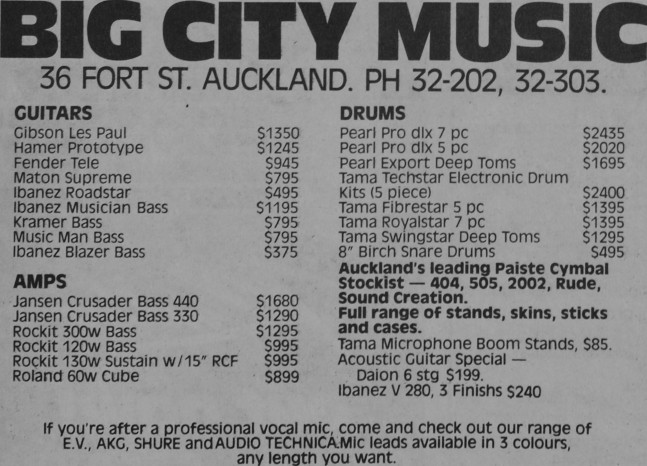 BIG CITY MUSIC
36 FORT ST. AUCKLAND. PH 32-202, 32-303.
GUITARS
Gibson Les Paul $1350
Hamer Prototype $1245
Fender Tele $945
Maton Supreme $795
Ibanez Roadstar $495
Ibanez Musician Bass $1195
Kramer Bass $795
Music Man Bass $795
Ibanez Blazer Bass $375
AMPS
Jansen Crusader Bass 440 $1680
Jansen Crusader Bass 330 $1290
Rockit 300w Bass $1295
Rockit 120w Bass $995
Rockit 130w Sustain w/15" RCF $995
Roland 60w Cube $899
DRUMS
Pearl Pro dlx 7 pc $2435
Pearl Pro dlx 5 pc $2020
Pearl Export Deep Toms $1695
Tama Techstar Electronic Drum
Kits (5 piece) $2400
Tama Fibrestar 5 pc $1395
Tama Royalstar 7 pc $1395
Tama Swingstar Deep Toms $1295
8" Birch Snare Drums $495
Auckland's leading Paiste Cymbal
Stockist — 404, 505, 2002, Rude,
Sound Creation.
Full range of stands, skins, sticks
and cases.
Tama Microphone Boom Stands, $85.
Acoustic Guitar Special —
Daion 6 stg $199.
Ibanez V 280, 3 Finishs $240
If you're after a professional vocal mic, come and check out our range of
E.V., AKG, SHURE and AUDIO TECHNICA. Mic leads available in 3 colours,
any length you want.